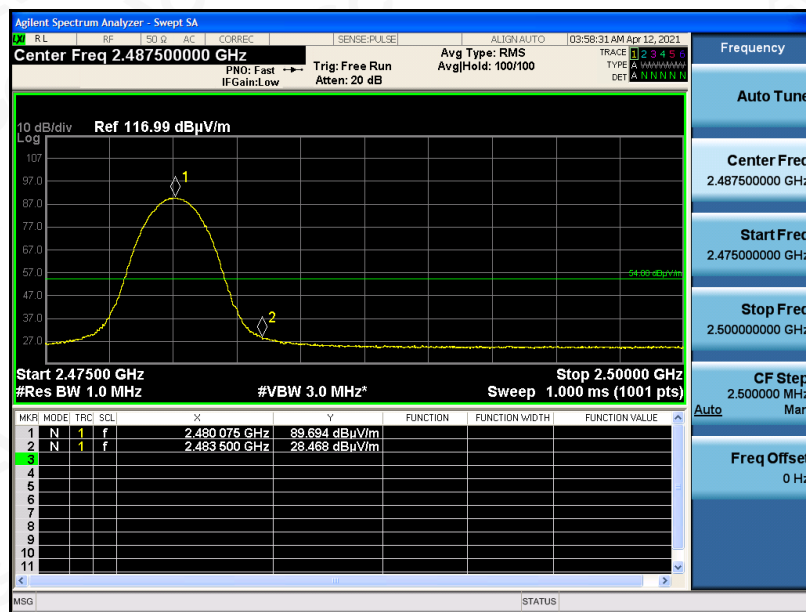 Agilent Spectrum Analyzer - Swept SA
LXI RL RF 50 Ω AC CORREC SENSE:PULSE ALIGN AUTO 03:58:31 AM Apr 12, 2021
Center Freq 2.487500000 GHz
PNO: Fast
IFGain:Low
Trig: Free Run
Atten: 20 dB
Avg Type: RMS
Avg|Hold: 100/100
TRACE 1 2 3 4 5 6
TYPE A WWWWW
DET A N N N N N
10 dB/div Ref 116.99 dBµV/m
Log
107
97.0
87.0
77.0
67.0
57.0
47.0
37.0
27.0
1
2
54.00 dBµV/m
Start 2.47500 GHz Stop 2.50000 GHz
#Res BW 1.0 MHz #VBW 3.0 MHz* Sweep 1.000 ms (1001 pts)
MKR MODE TRC SCL X Y FUNCTION FUNCTION WIDTH FUNCTION VALUE
1 N 1 f 2.480 075 GHz 89.694 dBµV/m
2 N 1 f 2.483 500 GHz 28.468 dBµV/m
3
4
5
6
7
8
9
10
11
MSG STATUS
Frequency
Auto Tune
Center Freq
2.487500000 GHz
Start Freq
2.475000000 GHz
Stop Freq
2.500000000 GHz
CF Step
2.500000 MHz
Auto Man
Freq Offset
0 Hz